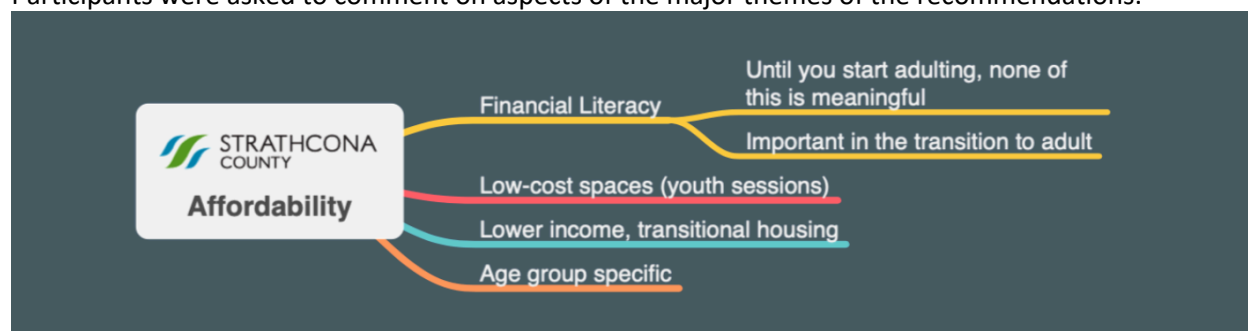 Participants were asked to comment on aspects of the major themes of the recommendations.
STRATHCONA
COUNTY
Affordability
Financial Literacy
Until you start adulting, none of
this is meaningful
Important in the transition to adult
Low-cost spaces (youth sessions)
Lower income, transitional housing
Age group specific